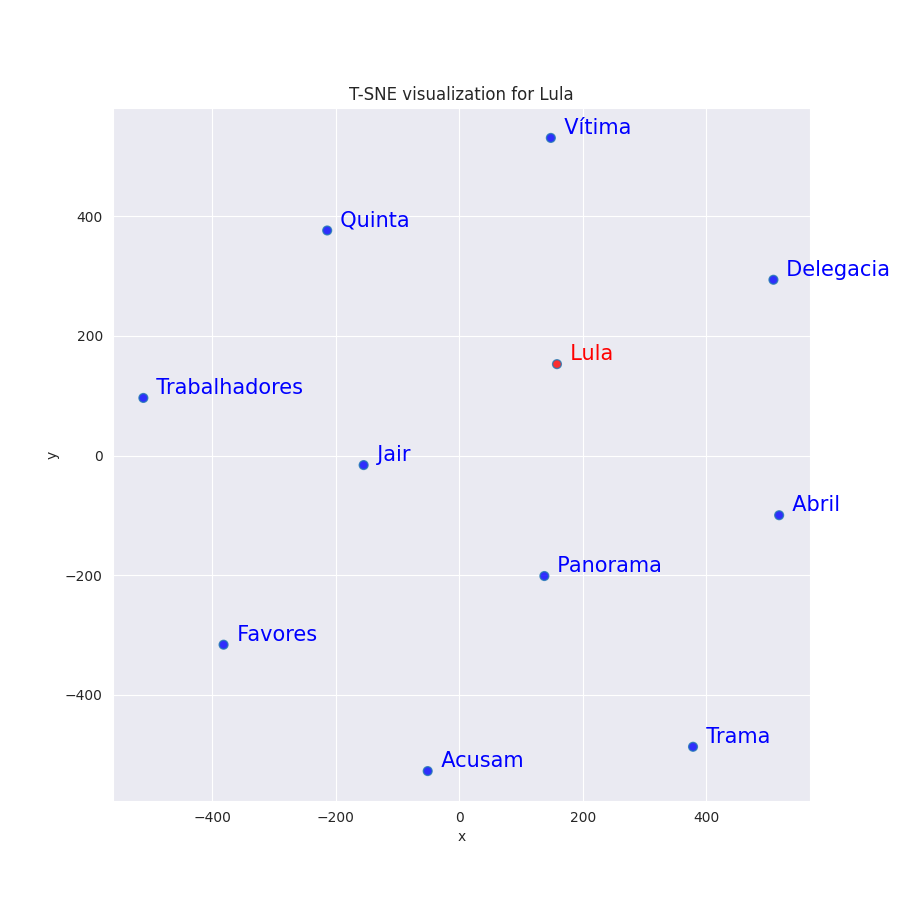 T-SNE visualization for Lula
Vítima
400
Quinta
Delegacia
200
Lula
Trabalhadores
y
0
Jair
Abril
−200
Panorama
Favores
−400
Trama
Acusam
−400
−200
0
200
400
x